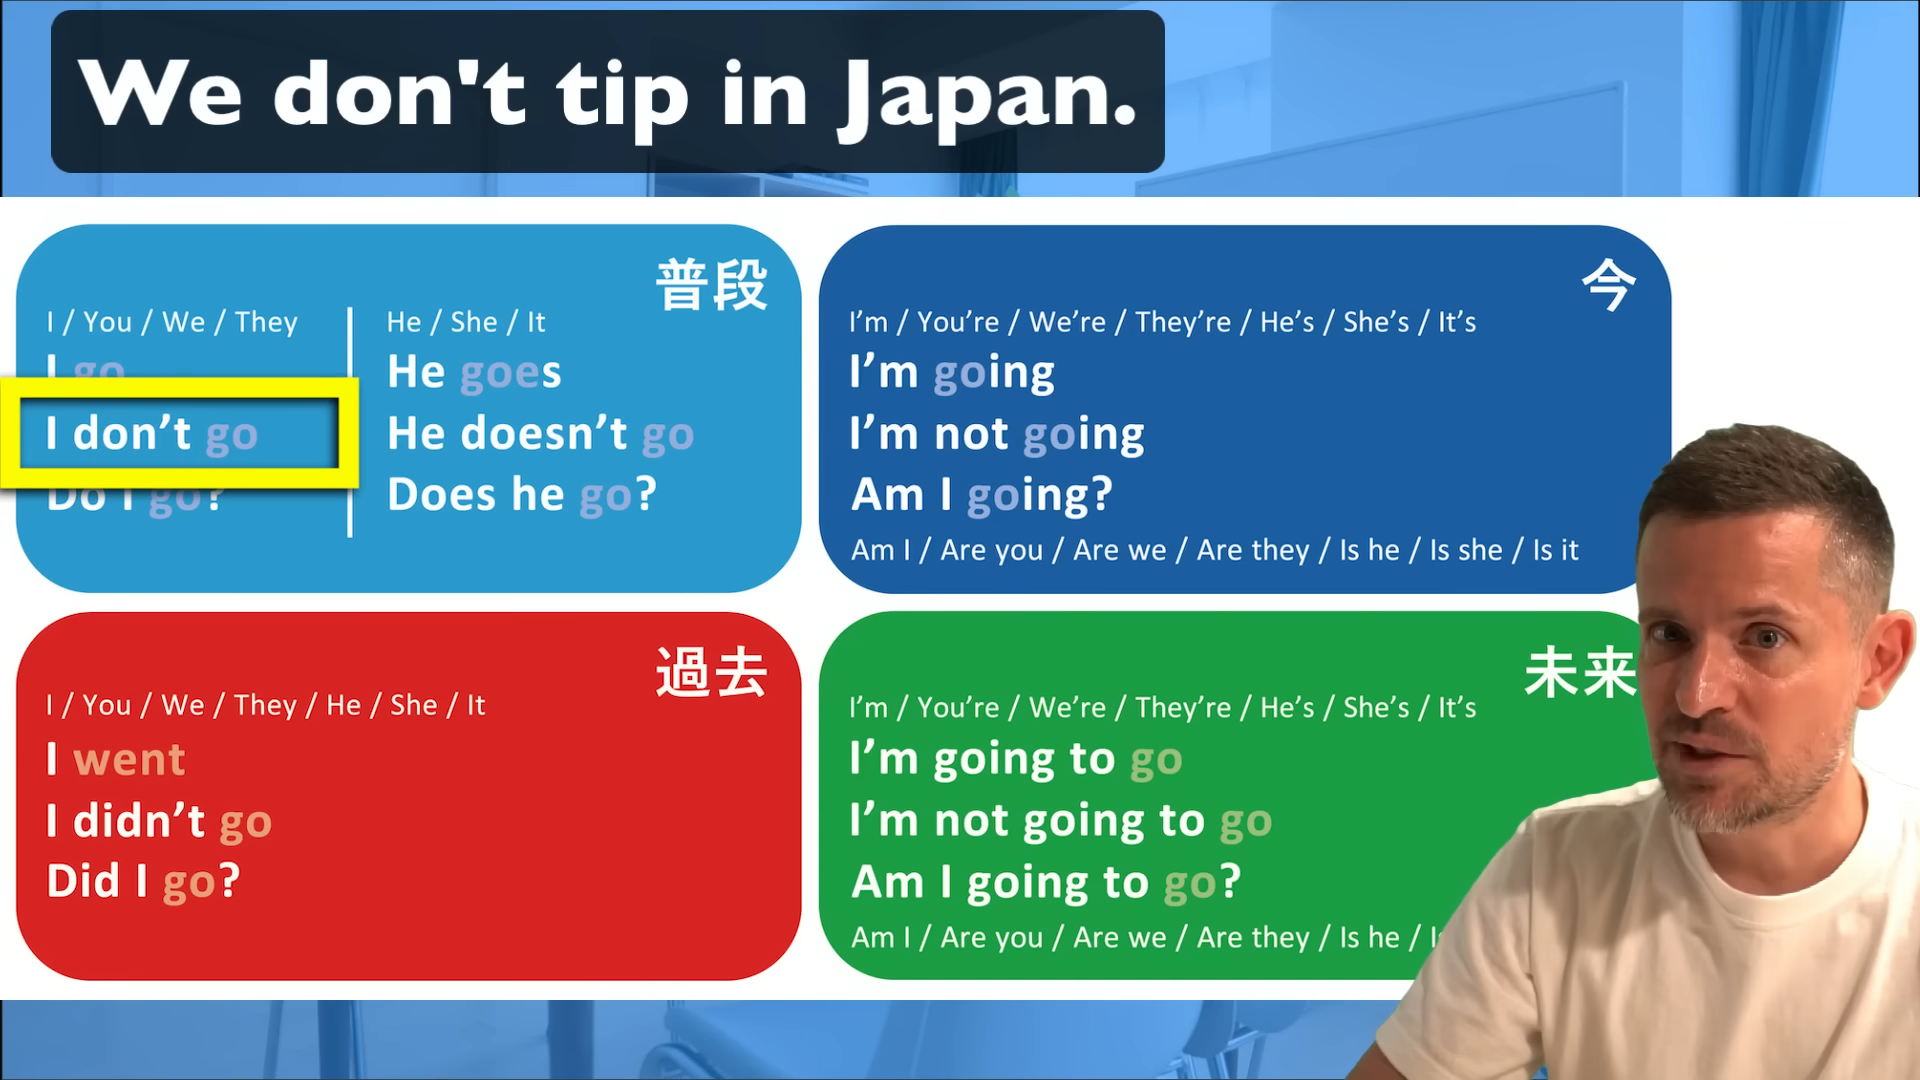 We don't tip in Japan.
普段
I / You / We / They
I go
I don't go
Do I go?
He / She / It
He goes
He doesn't go
Does he go?
今
I'm / You're / We're / They're / He's / She's / It's
I'm going
I'm not going
Am I going?
Am I / Are you / Are we / Are they / Is he / Is she / Is it
過去
I / You / We / They / He / She / It
I went
I didn't go
Did I go?
未来
I'm / You're / We're / They're / He's / She's / It's
I'm going to go
I'm not going to go
Am I going to go?
Am I / Are you / Are we / Are they / Is he /